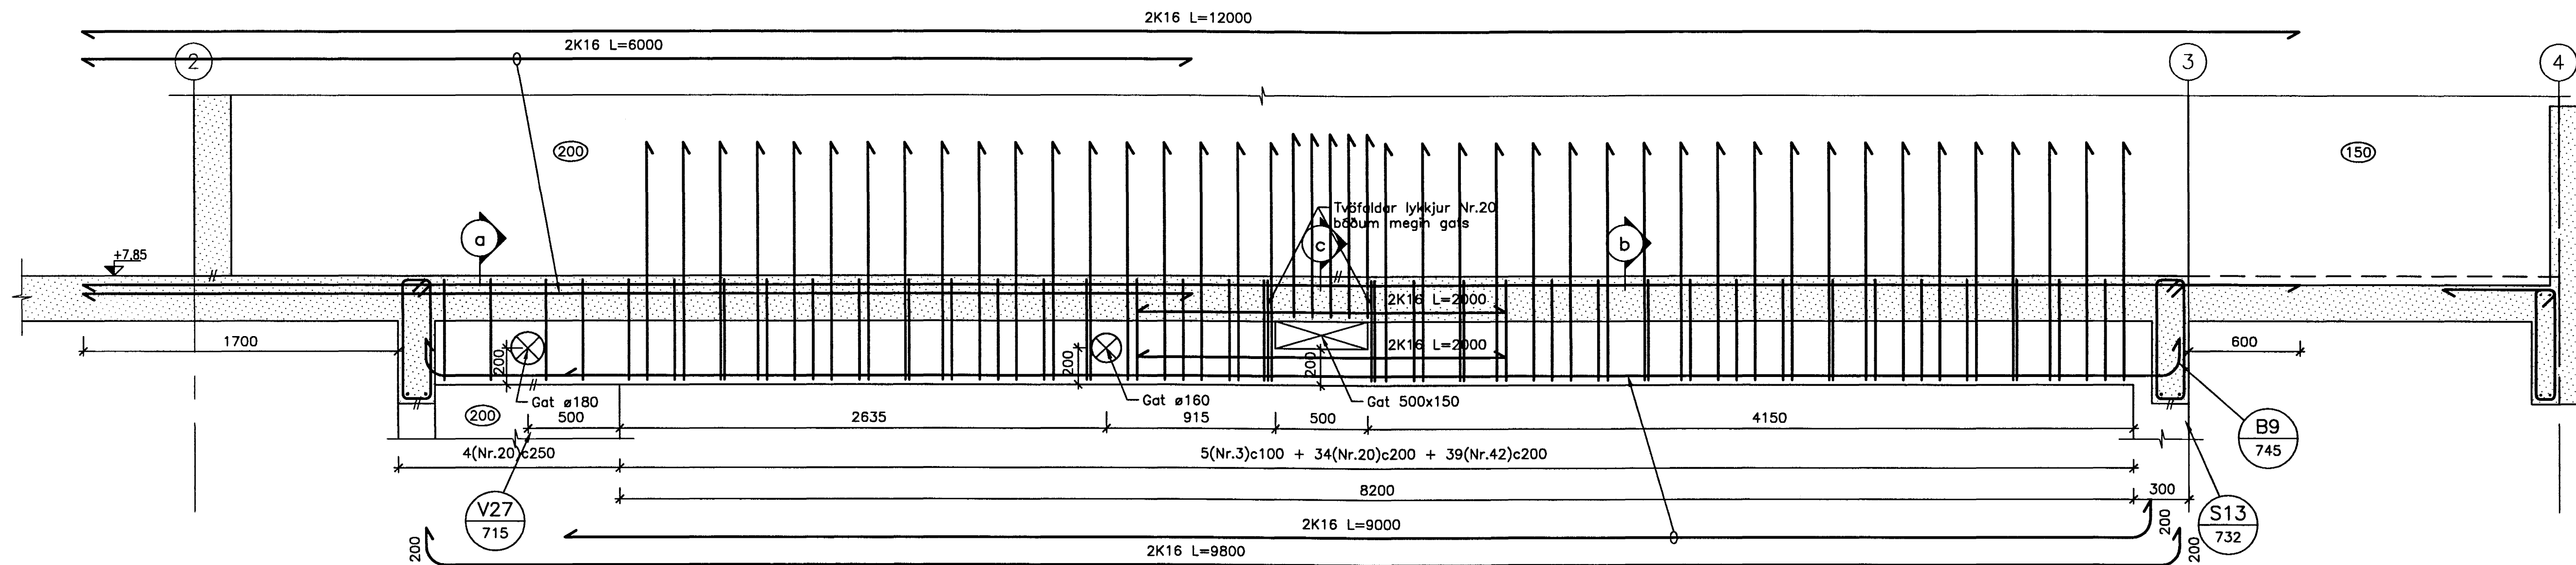 2K16 L=12000
2K16 L=6000
2
3
4
200
150
Tvöfaldar lykkjur Nr.20
báðum megin gats
a
c
b
+7.85
2K16 L=2000
1700
200
200
200
2K16 L=2000
600
Gat ø180
Gat ø160
Gat 500x150
200
500
2635
915
500
4150
B9
745
4(Nr.20)c250
5(Nr.3)c100 + 34(Nr.20)c200 + 39(Nr.42)c200
8200
300
V27
715
2K16 L=9000
200
S13
732
200
2K16 L=9800
200